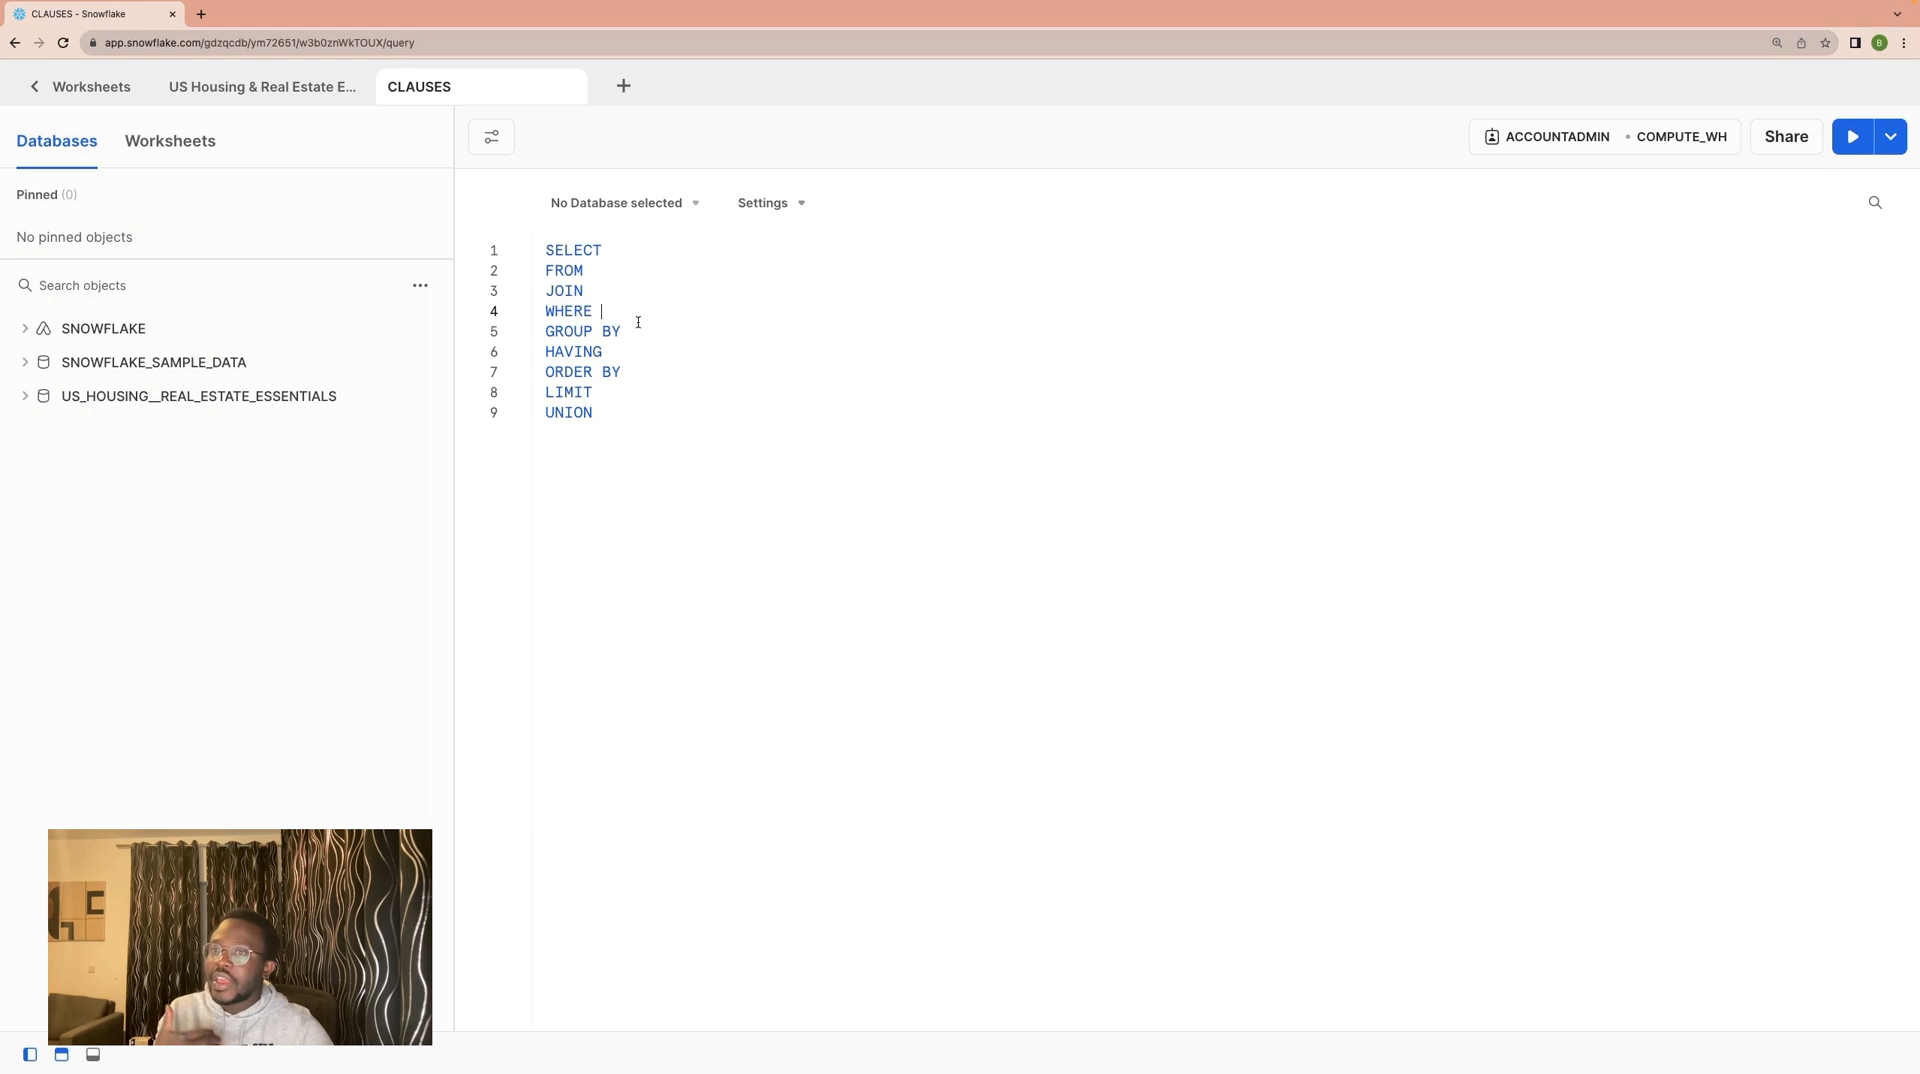 CLAUSES - Snowflake
app.snowflake.com/gdzqcdb/ym72651/w3b0znWkTOUX/query
B
Worksheets
US Housing & Real Estate E...
CLAUSES
Databases
Worksheets
ACCOUNTADMIN
COMPUTE_WH
Share
Pinned (0)
No pinned objects
Search objects
SNOWFLAKE
SNOWFLAKE_SAMPLE_DATA
US_HOUSING__REAL_ESTATE_ESSENTIALS
No Database selected
Settings
1 SELECT
2 FROM
3 JOIN
4 WHERE
5 GROUP BY
6 HAVING
7 ORDER BY
8 LIMIT
9 UNION